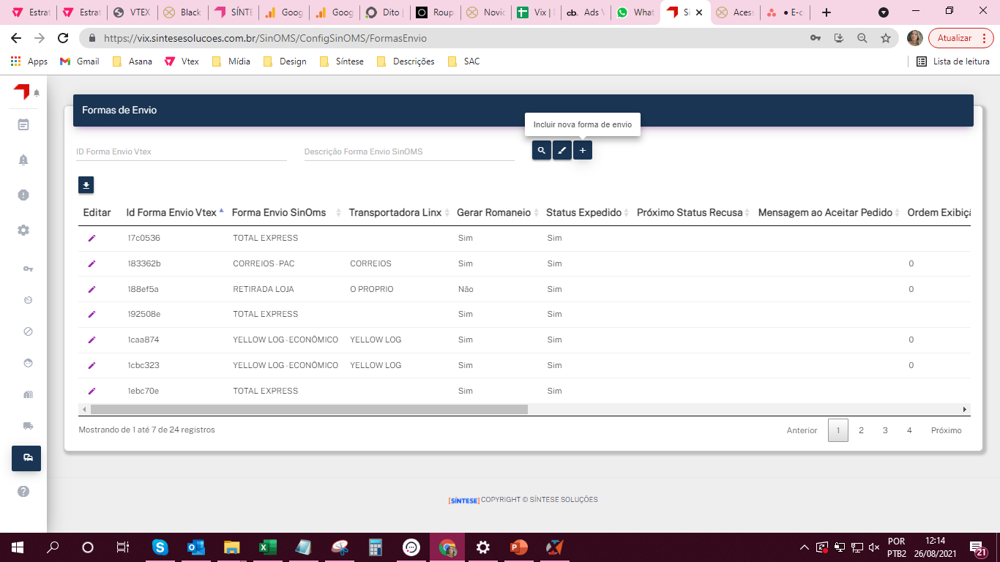 Estrat
Estrat
VTEX
Black
SÍNTE
Goog
Goog
Dito |
Roup
Novic
Vix |
Ads V
What
Si
Acess
● E-c
https://vix.sintesesolucoes.com.br/SinOMS/ConfigSinOMS/FormasEnvio
Atualizar
Apps
Gmail
Asana
Vtex
Mídia
Design
Síntese
Descrições
SAC
Lista de leitura
Formas de Envio
Incluir nova forma de envio
ID Forma Envio Vtex
Descrição Forma Envio SinOMS
Editar Id Forma Envio Vtex Forma Envio SinOms Transportadora Linx Gerar Romaneio Status Expedido Próximo Status Recusa Mensagem ao Aceitar Pedido Ordem Exibiçã
17c0536 TOTAL EXPRESS Sim Sim
183362b CORREIOS - PAC CORREIOS Sim Sim 0
188ef5a RETIRADA LOJA O PROPRIO Não Sim 0
192508e TOTAL EXPRESS Sim Sim
1caa874 YELLOW LOG - ECONÔMICO YELLOW LOG Sim Sim 0
1cbc323 YELLOW LOG - ECONÔMICO YELLOW LOG Sim Sim 0
1ebc70e TOTAL EXPRESS Sim Sim
Mostrando de 1 até 7 de 24 registros
Anterior 1 2 3 4 Próximo
[SÍNTESE] COPYRIGHT © SÍNTESE SOLUÇÕES
POR
PTB2
12:14
26/08/2021
21